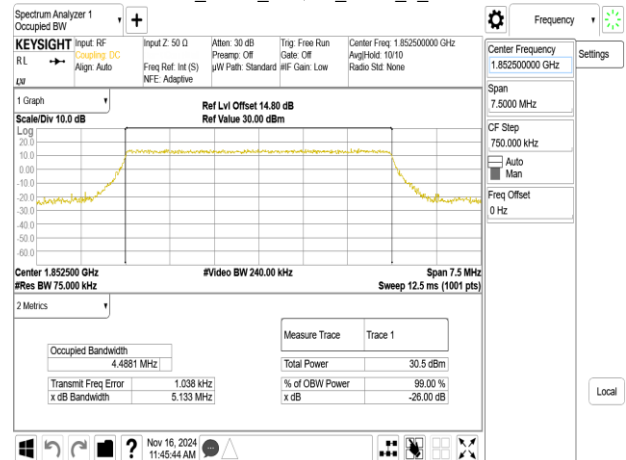 Spectrum Analyzer 1
Occupied BW
Frequency
KEYSIGHT
R L
LXI
Input: RF
Coupling: DC
Align: Auto
Input Z: 50 Ω
Freq Ref: Int (S)
NFE: Adaptive
Atten: 30 dB
Preamp: Off
µW Path: Standard
Trig: Free Run
Gate: Off
#IF Gain: Low
Center Freq: 1.852500000 GHz
Avg|Hold: 10/10
Radio Std: None
Center Frequency
1.852500000 GHz
Settings
Span
7.5000 MHz
CF Step
750.000 kHz
Auto
Man
Freq Offset
0 Hz
Local
1 Graph
Scale/Div 10.0 dB
Ref Lvl Offset 14.80 dB
Ref Value 30.00 dBm
Log
20.0
10.0
0.00
-10.0
-20.0
-30.0
-40.0
-50.0
-60.0
Center 1.852500 GHz
#Video BW 240.00 kHz
Span 7.5 MHz
#Res BW 75.000 kHz
Sweep 12.5 ms (1001 pts)
2 Metrics
Measure Trace Trace 1
Occupied Bandwidth
4.4881 MHz
Total Power 30.5 dBm
Transmit Freq Error 1.038 kHz
% of OBW Power 99.00 %
x dB Bandwidth 5.133 MHz
x dB -26.00 dB
Nov 16, 2024
11:45:44 AM